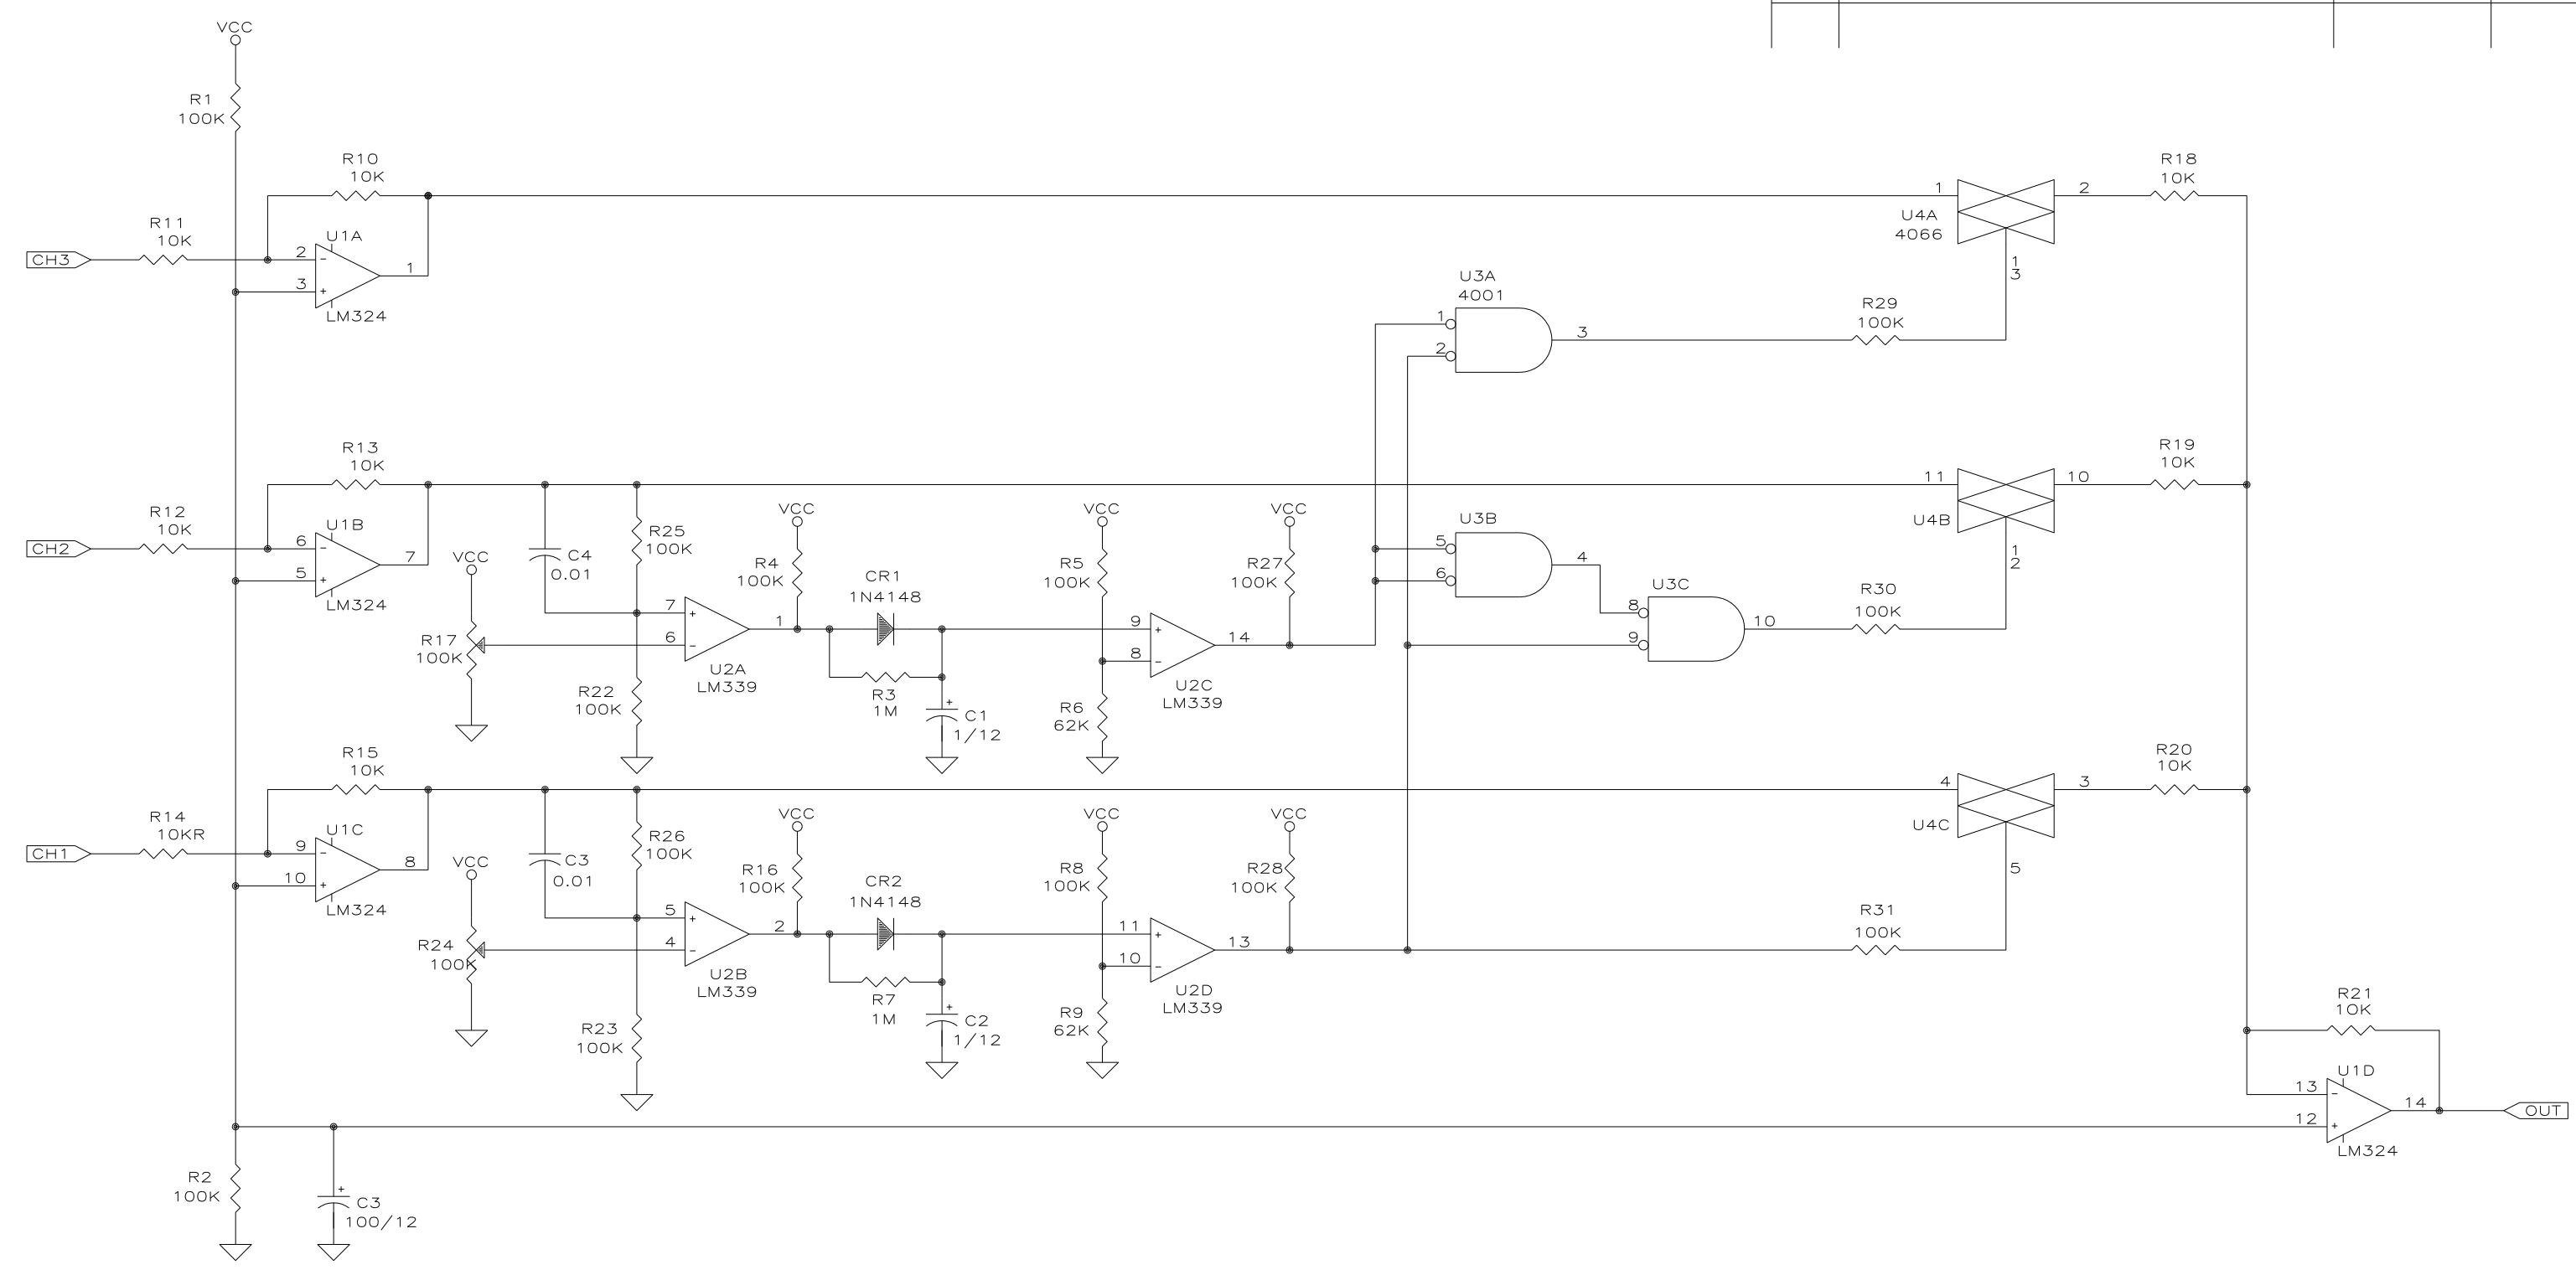 VCC
R1
100K
R10
10K
R11
10K
CH3
U1A
2
3
1
LM324
1
U4A
4066
2
R18
10K
1
3
U3A
4001
1
2
3
R29
100K
R13
10K
R12
10K
CH2
U1B
6
5
7
LM324
VCC
R17
100K
C4
0.01
R25
100K
R22
100K
7
6
1
U2A
LM339
VCC
R4
100K
CR1
1N4148
R3
1M
C1
1/12
VCC
R5
100K
R6
62K
9
8
14
U2C
LM339
VCC
R27
100K
U3B
5
6
4
U3C
8
9
10
R30
100K
11
U4B
10
1
2
R19
10K
R15
10K
R14
10KR
CH1
U1C
9
10
8
LM324
VCC
R24
100K
C3
0.01
R26
100K
R23
100K
5
4
2
U2B
LM339
VCC
R16
100K
CR2
1N4148
R7
1M
C2
1/12
VCC
R8
100K
R9
62K
11
10
13
U2D
LM339
VCC
R28
100K
R31
100K
4
U4C
3
5
R20
10K
R21
10K
U1D
13
12
14
LM324
OUT
R2
100K
C3
100/12